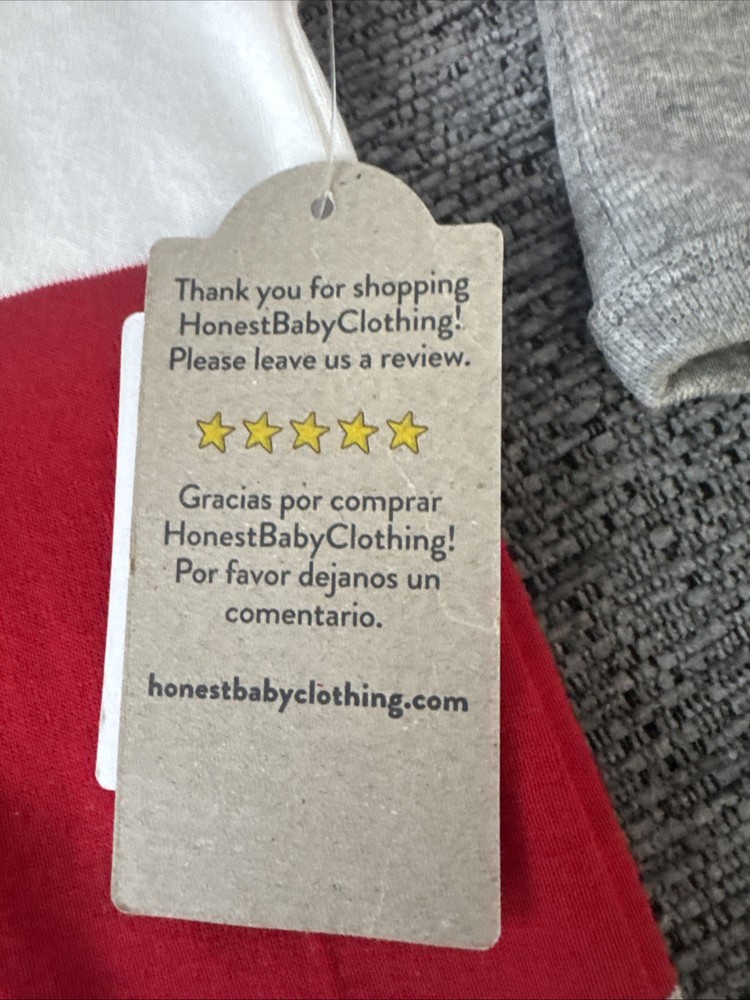 Thank you for shopping
HonestBabyClothing!
Please leave us a review.
Gracias por comprar
HonestBabyClothing!
Por favor dejanos un
comentario.
honestbabyclothing.com